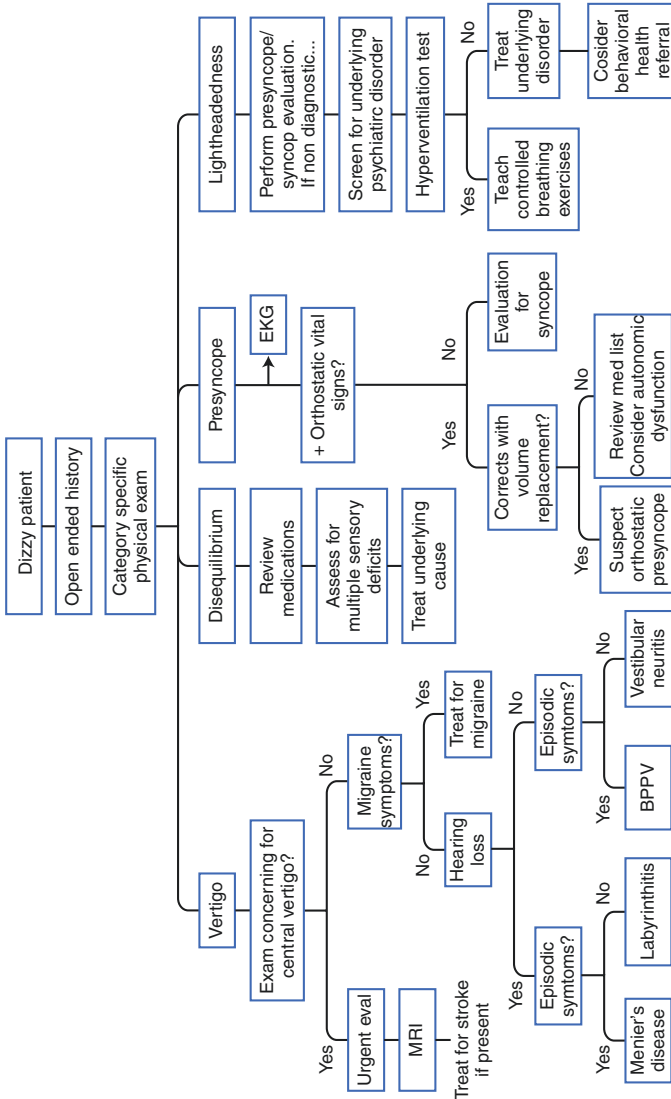 Dizzy patient
Open ended history
Category specific
physical exam
Vertigo
Exam concerning for
central vertigo?
Yes
Urgent eval
MRI
Treat for stroke
if present
No
Migraine
symptoms?
No
Hearing
loss
Yes
Treat for
migraine
Yes
Episodic
symtoms?
Yes
Menier's
disease
No
Labyrinthitis
No
Episodic
symtoms?
Yes
BPPV
No
Vestibular
neuritis
Disequilibrium
Review
medications
Assess for
multiple sensory
deficits
Treat underlying
cause
Presyncope
EKG
+ Orthostatic vital
signs?
Yes
Corrects with
volume
replacement?
Yes
Suspect
orthostatic
presyncope
No
Review med list
Consider autonomic
dysfunction
No
Evaluation
for
syncope
Lightheadedness
Perform presyncope/
syncop evaluation.
If non diagnostic...
Screen for underlying
psychiatirc disorder
Hyperventilation test
Yes
Teach
controlled
breathing
exercises
No
Treat
underlying
disorder
Cosider
behavioral
health
referral